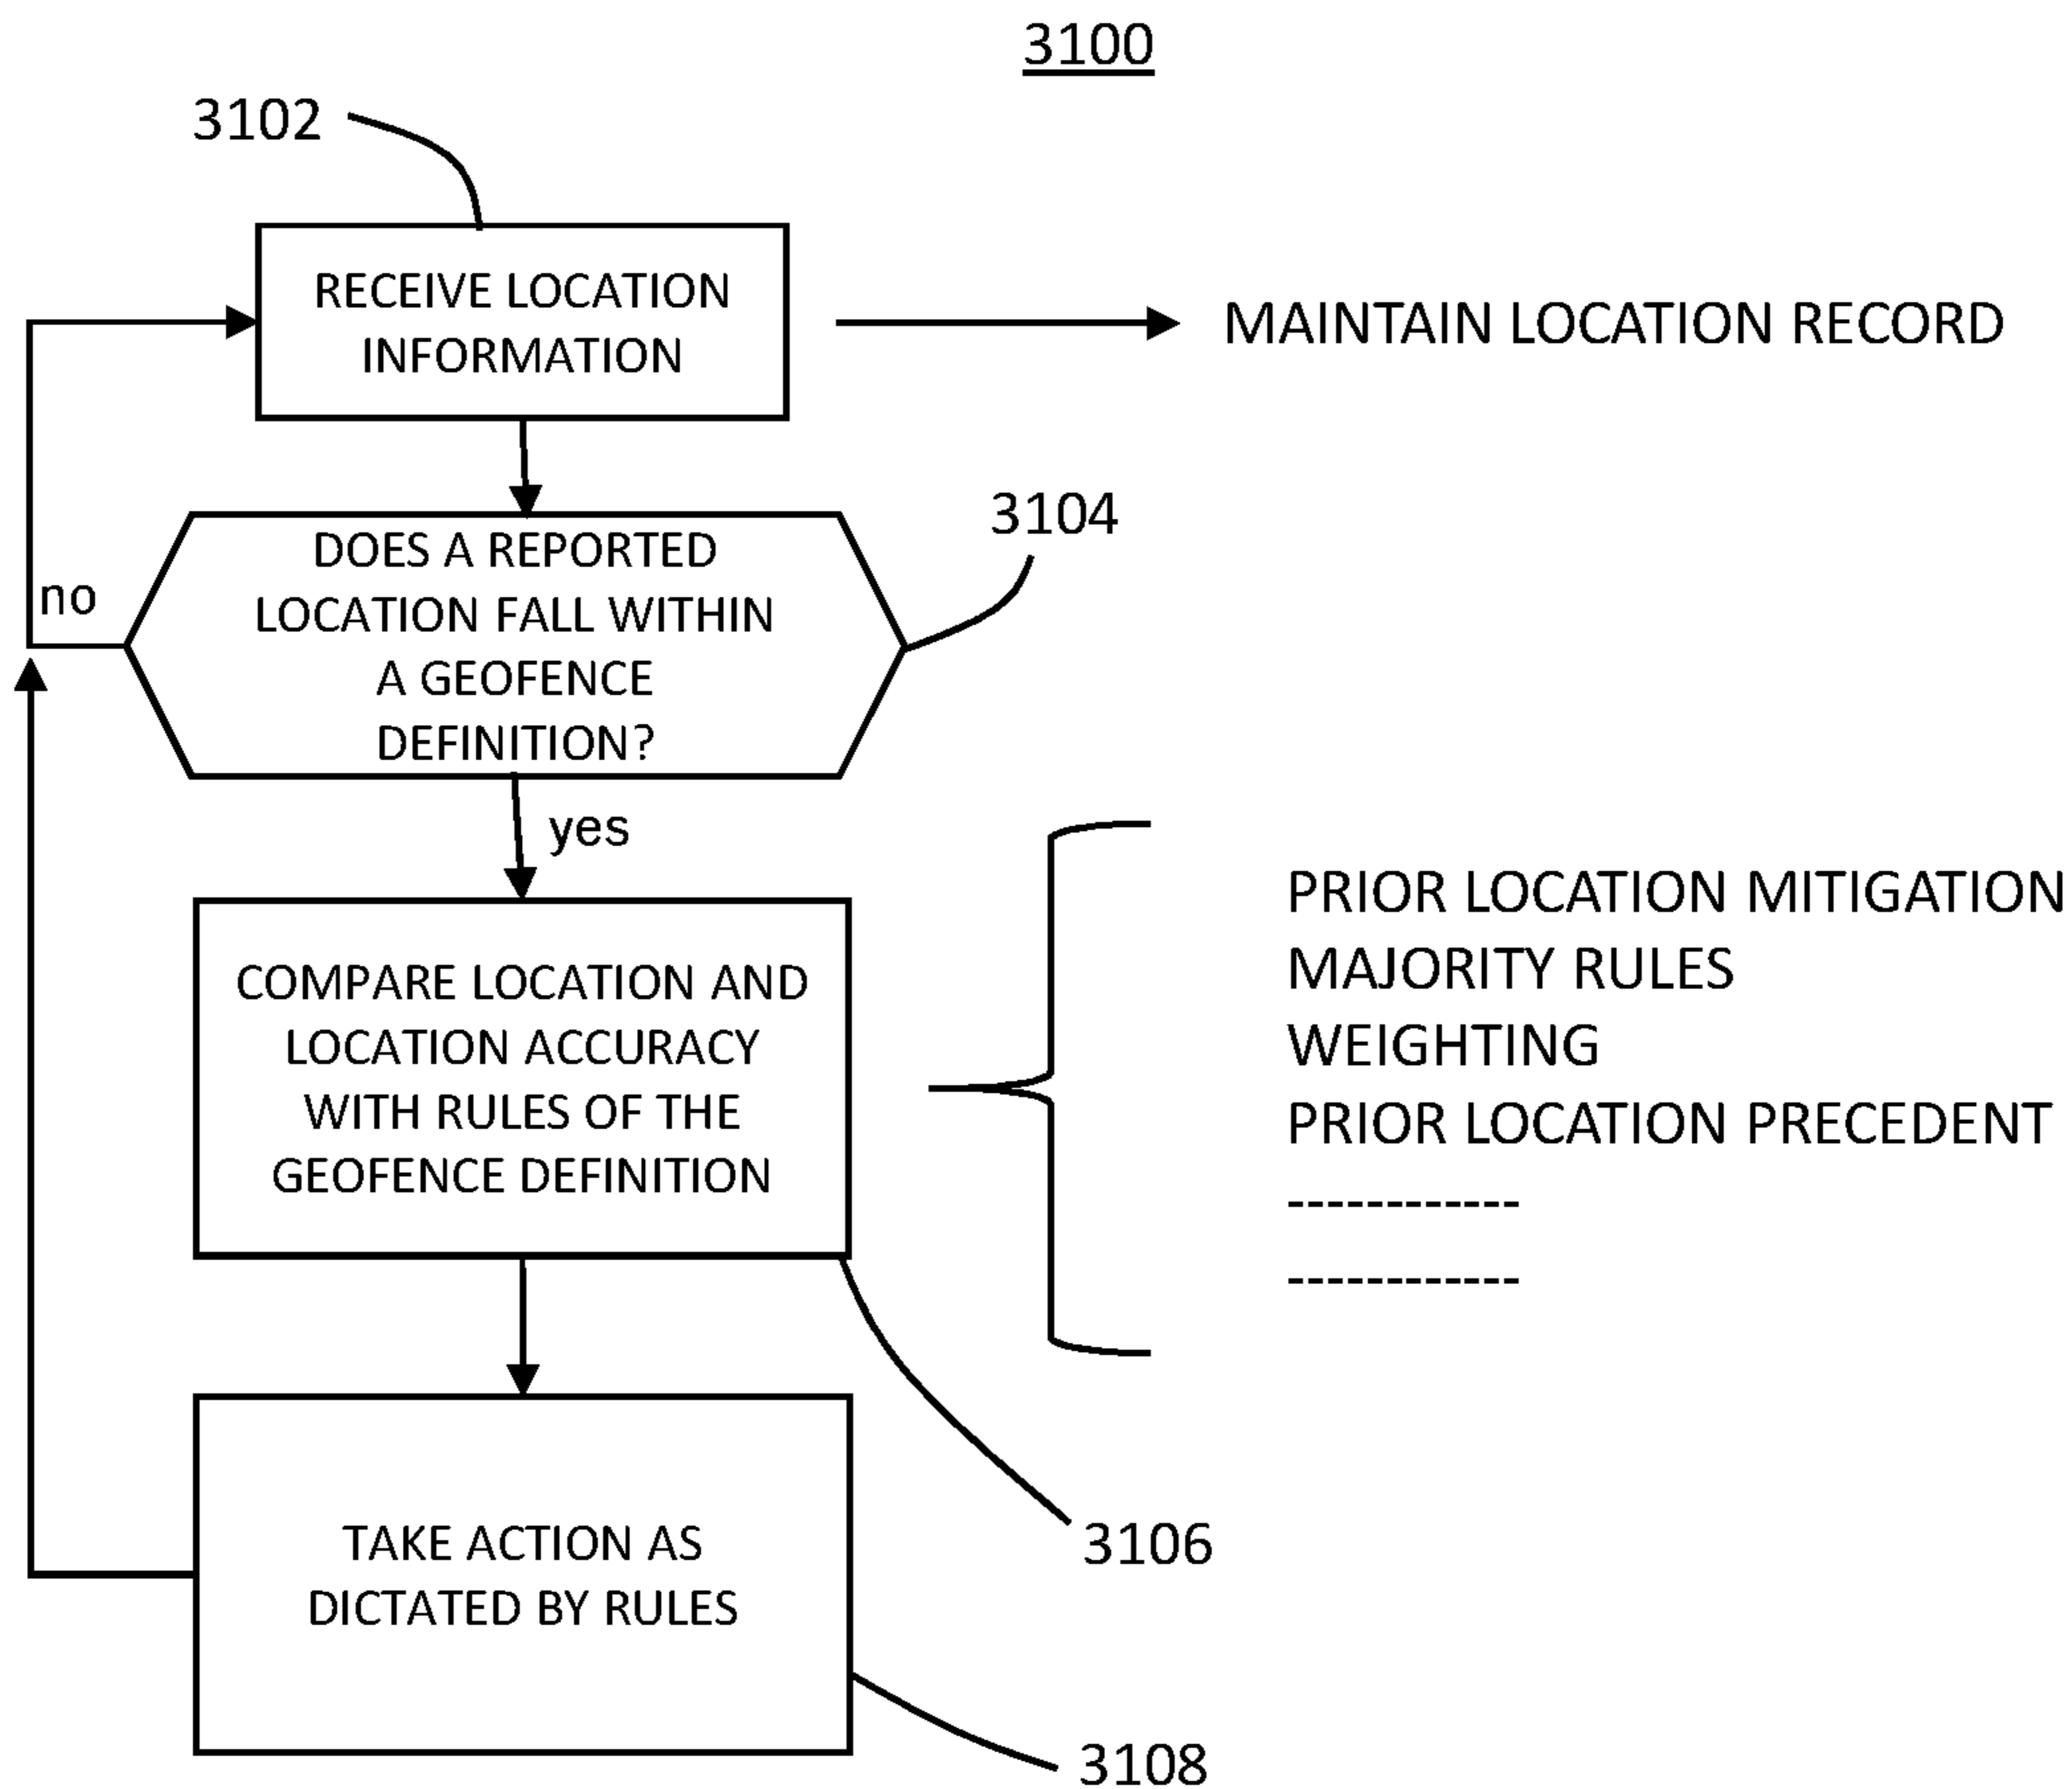 3100
3102
RECEIVE LOCATION
INFORMATION
MAINTAIN LOCATION RECORD
3104
DOES A REPORTED
LOCATION FALL WITHIN
A GEOFENCE
DEFINITION?
no
yes
COMPARE LOCATION AND
LOCATION ACCURACY
WITH RULES OF THE
GEOFENCE DEFINITION
PRIOR LOCATION MITIGATION
MAJORITY RULES
WEIGHTING
PRIOR LOCATION PRECEDENT
------------
------------
3106
TAKE ACTION AS
DICTATED BY RULES
3108